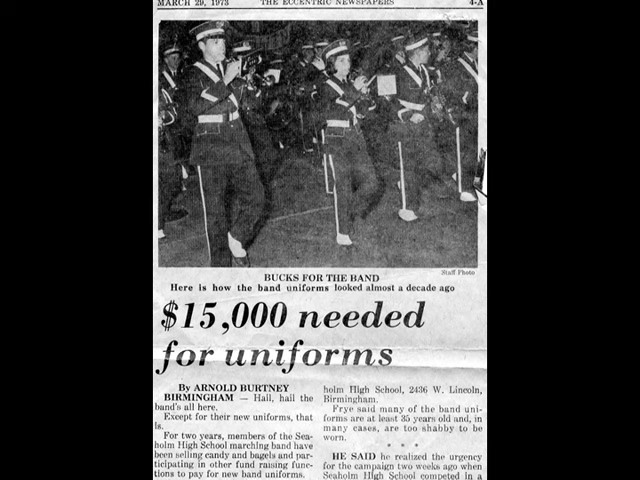 MARCH 29, 1973 THE ECCENTRIC NEWSPAPERS 4-A
Staff Photo
BUCKS FOR THE BAND
Here is how the band uniforms looked almost a decade ago
$15,000 needed
for uniforms
By ARNOLD BURTNEY
BIRMINGHAM — Hail, hail the
band's all here.
Except for their new uniforms, that
is.
For two years, members of the Sea-
holm High School marching band have
been selling candy and bagels and par-
ticipating in other fund raising func-
tions to pay for new band uniforms.
holm High School, 2436 W. Lincoln,
Birmingham.
Frye said many of the band uni-
forms are at least 35 years old and, in
many cases, are too shabby to be
worn.
* * *
HE SAID he realized the urgency
for the campaign two weeks ago when
Seaholm High School competed in a